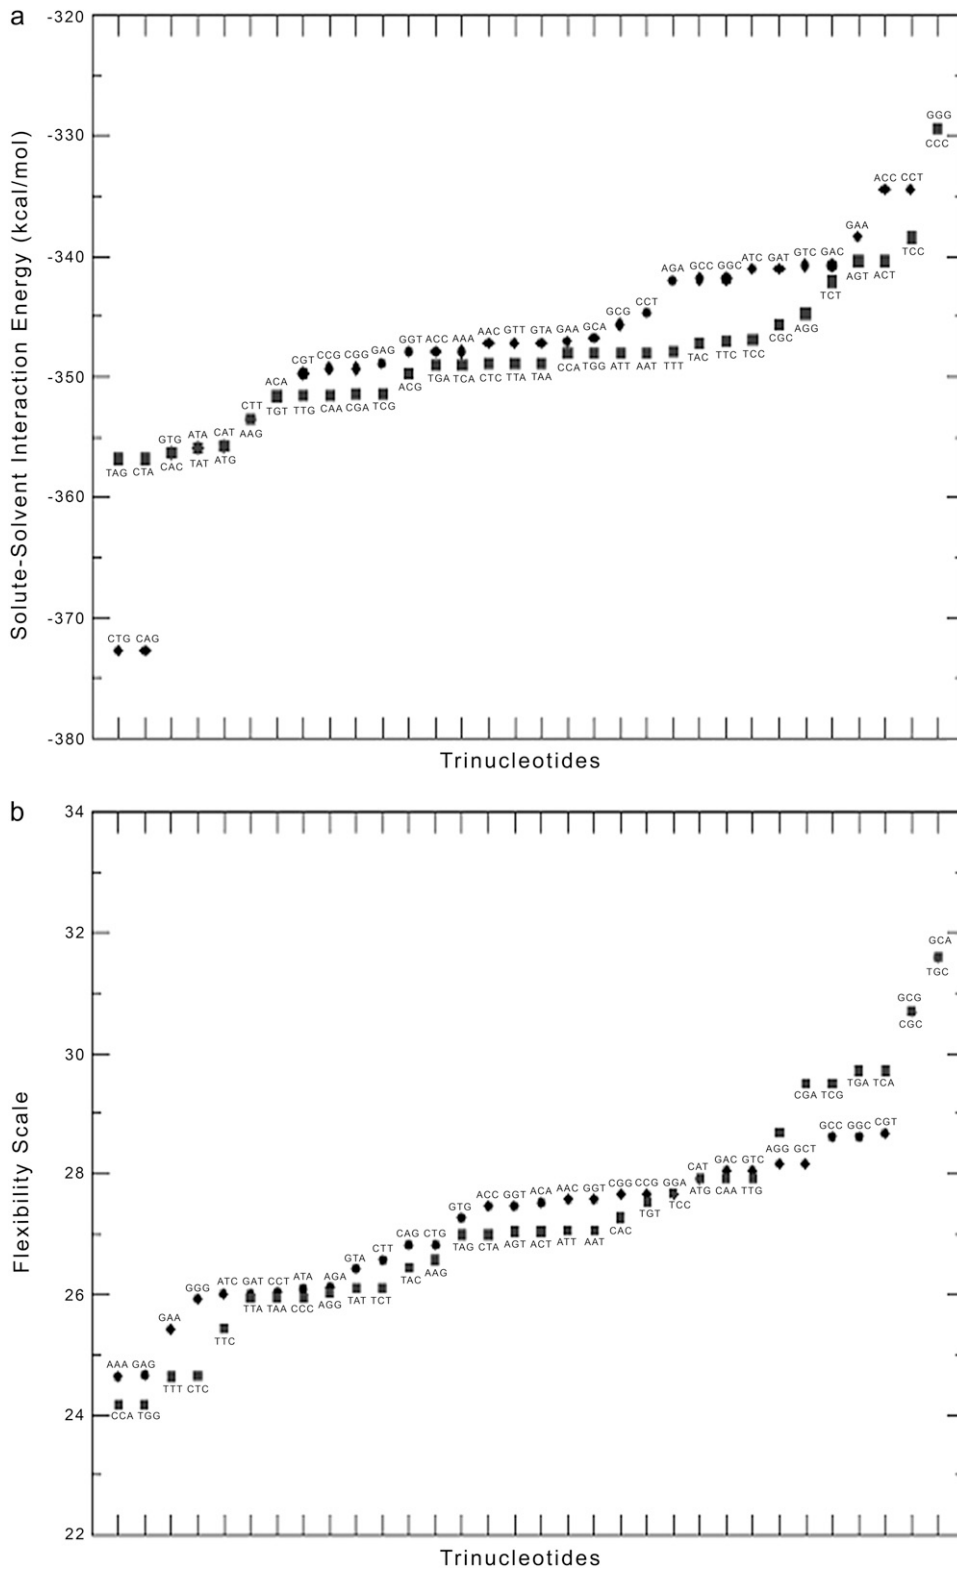 a
-320
-330
-340
-350
-360
-370
-380
Solute-Solvent Interaction Energy (kcal/mol)
GGG
CCC
ACC CCT
TCC
GAA
AGT ACT
AGA GCC GGC ATC GAT GTC GAC
TCT
GCG CCT
AGG
CGC
CGT CCG CGG GAG GGT ACC AAA AAC GTT GTA GAA GCA
ACA
TGT TTG CAA CGA TCG
ACG TGA TCA CTC TTA TAA CCA TGG ATT AAT TTT TAC TTC TCC
CTT
AAG
GTG ATA CAT
TAG CTA CAC TAT ATG
CTG CAG
Trinucleotides
b
34
32
30
28
26
24
22
Flexibility Scale
GCA
TGC
GCG
CGC
CGA TCG TGA TCA
GCC GGC CGT
AGG GCT
CAT GAC GTC
ATG CAA TTG
GTG ACC GGT ACA AAC GGT CGG CCG GGA
TGT TCC
TAG CTA AGT ACT ATT AAT CAC
GTA CTT CAG CTG
TAC AAG
GGG ATC GAT CCT ATA AGA
TTA TAA CCC AGG TAT TCT
GAA
TTC
AAA GAG
TTT CTC
CCA TGG
Trinucleotides